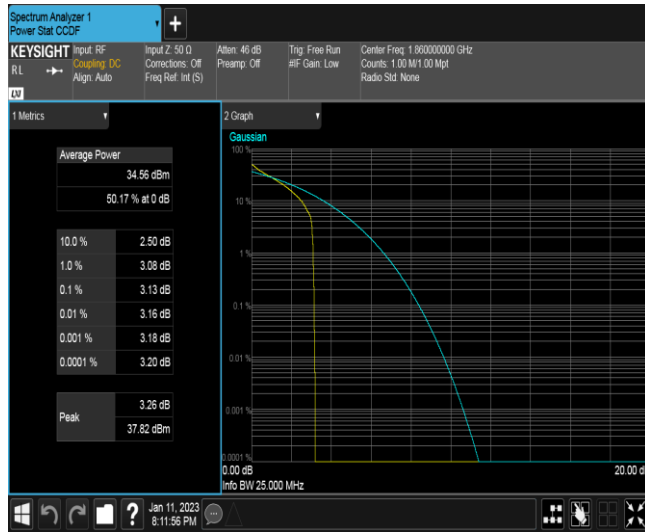 Spectrum Analyzer 1
Power Stat CCDF
+
KEYSIGHT
RL
LXI
Input: RF
Coupling: DC
Align: Auto
Input Z: 50 Ω
Corrections: Off
Freq Ref: Int (S)
Atten: 46 dB
Preamp: Off
Trig: Free Run
#IF Gain: Low
Center Freq: 1.860000000 GHz
Counts: 1.00 M/1.00 Mpt
Radio Std: None
1 Metrics
Average Power
34.56 dBm
50.17 % at 0 dB
10.0 % 2.50 dB
1.0 % 3.08 dB
0.1 % 3.13 dB
0.01 % 3.16 dB
0.001 % 3.18 dB
0.0001 % 3.20 dB
Peak
3.26 dB
37.82 dBm
2 Graph
Gaussian
100 %
10 %
1 %
0.1 %
0.01 %
0.001 %
0.0001 %
0.00 dB
20.00 d
Info BW 25.000 MHz
?
Jan 11, 2023
8:11:56 PM